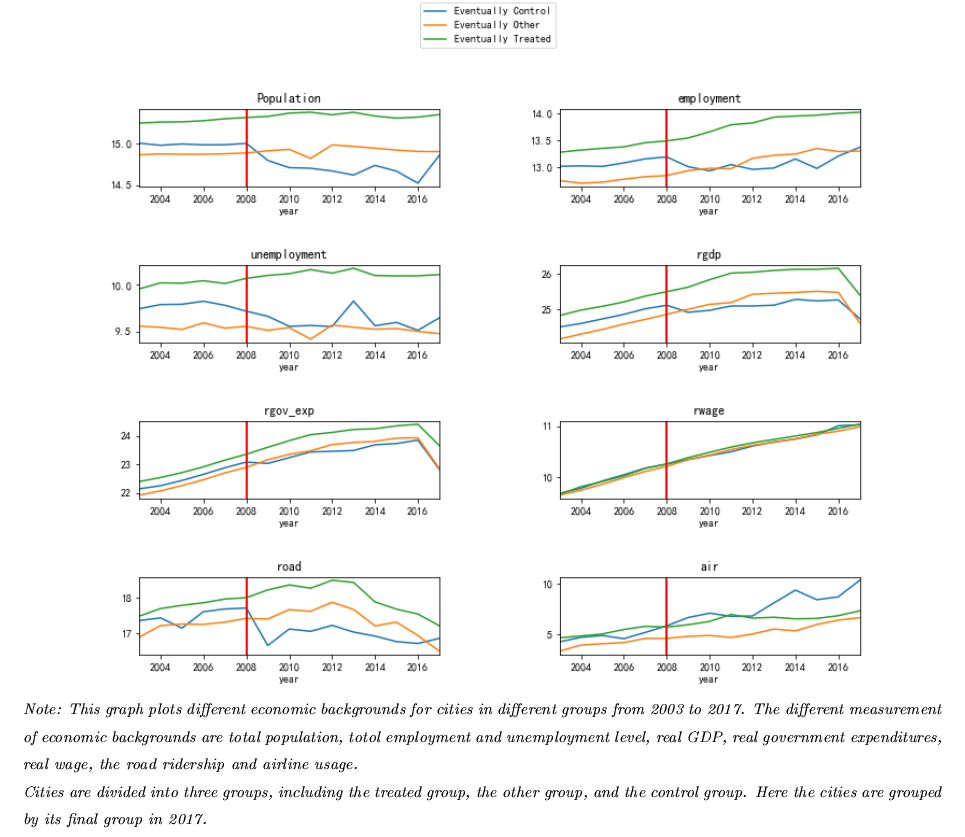 Eventually Control
Eventually Other
Eventually Treated
Population
15.0
14.5
2004 2006 2008 2010 2012 2014 2016
year
employment
14.0
13.5
13.0
2004 2006 2008 2010 2012 2014 2016
year
unemployment
10.0
9.5
2004 2006 2008 2010 2012 2014 2016
year
rgdp
26
25
2004 2006 2008 2010 2012 2014 2016
year
rgov_exp
24
23
22
2004 2006 2008 2010 2012 2014 2016
year
rwage
11
10
2004 2006 2008 2010 2012 2014 2016
year
road
18
17
2004 2006 2008 2010 2012 2014 2016
year
air
10
5
2004 2006 2008 2010 2012 2014 2016
year
Note: This graph plots different economic backgrounds for cities in different groups from 2003 to 2017. The different measurement
of economic backgrounds are total population, totol employment and unemployment level, real GDP, real government expenditures,
real wage, the road ridership and airline usage.
Cities are divided into three groups, including the treated group, the other group, and the control group. Here the cities are grouped
by its final group in 2017.